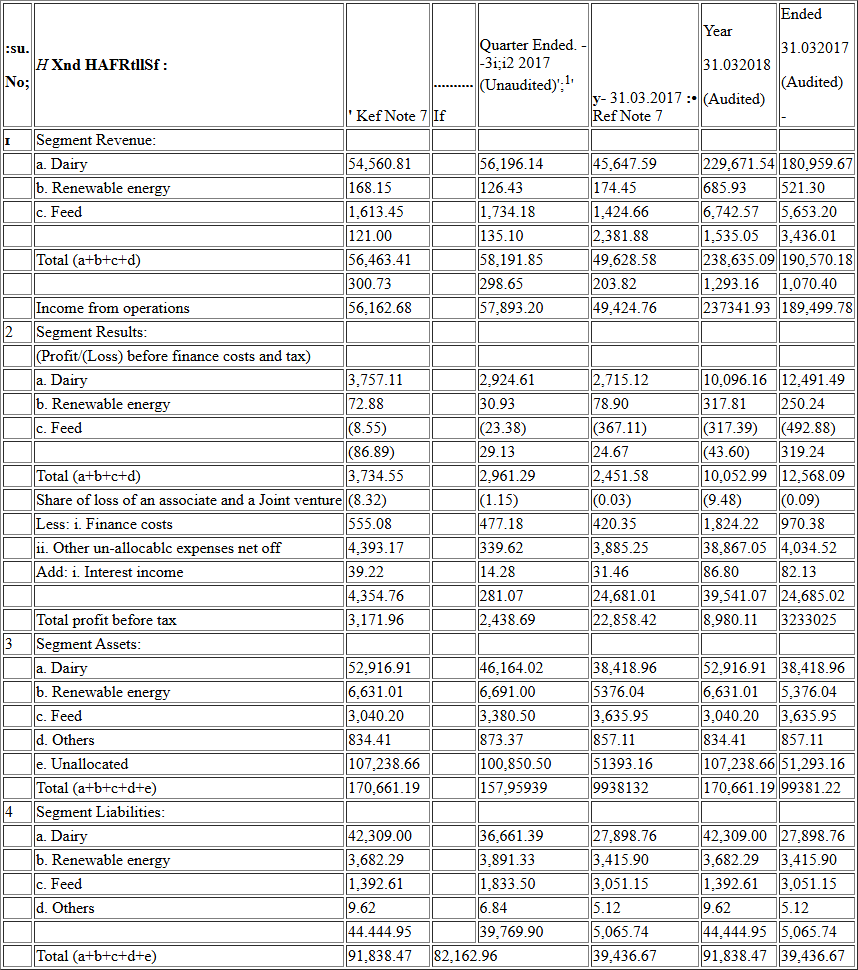 :su. No; H Xnd HAFRtllSf : ' Kef Note 7 .......... If Quarter Ended. - -3i;i2 2017 (Unaudited)';1' y- 31.03.2017 :• Ref Note 7 Year 31.032018 (Audited) Ended 31.032017 (Audited) -
I Segment Revenue:
a. Dairy 54,560.81 56,196.14 45,647.59 229,671.54 180,959.67
b. Renewable energy 168.15 126.43 174.45 685.93 521.30
c. Feed 1,613.45 1,734.18 1,424.66 6,742.57 5,653.20
121.00 135.10 2,381.88 1,535.05 3,436.01
Total (a+b+c+d) 56,463.41 58,191.85 49,628.58 238,635.09 190,570.18
300.73 298.65 203.82 1,293.16 1,070.40
Income from operations 56,162.68 57,893.20 49,424.76 237341.93 189,499.78
2 Segment Results:
(Profit/(Loss) before finance costs and tax)
a. Dairy 3,757.11 2,924.61 2,715.12 10,096.16 12,491.49
b. Renewable energy 72.88 30.93 78.90 317.81 250.24
c. Feed (8.55) (23.38) (367.11) (317.39) (492.88)
(86.89) 29.13 24.67 (43.60) 319.24
Total (a+b+c+d) 3,734.55 2,961.29 2,451.58 10,052.99 12,568.09
Share of loss of an associate and a Joint venture (8.32) (1.15) (0.03) (9.48) (0.09)
Less: i. Finance costs 555.08 477.18 420.35 1,824.22 970.38
ii. Other un-allocablc expenses net off 4,393.17 339.62 3,885.25 38,867.05 4,034.52
Add: i. Interest income 39.22 14.28 31.46 86.80 82.13
4,354.76 281.07 24,681.01 39,541.07 24,685.02
Total profit before tax 3,171.96 2,438.69 22,858.42 8,980.11 3233025
3 Segment Assets:
a. Dairy 52,916.91 46,164.02 38,418.96 52,916.91 38,418.96
b. Renewable energy 6,631.01 6,691.00 5376.04 6,631.01 5,376.04
c. Feed 3,040.20 3,380.50 3,635.95 3,040.20 3,635.95
d. Others 834.41 873.37 857.11 834.41 857.11
e. Unallocated 107,238.66 100,850.50 51393.16 107,238.66 51,293.16
Total (a+b+c+d+e) 170,661.19 157,95939 9938132 170,661.19 99381.22
4 Segment Liabilities:
a. Dairy 42,309.00 36,661.39 27,898.76 42,309.00 27,898.76
b. Renewable energy 3,682.29 3,891.33 3,415.90 3,682.29 3,415.90
c. Feed 1,392.61 1,833.50 3,051.15 1,392.61 3,051.15
d. Others 9.62 6.84 5.12 9.62 5.12
44.444.95 39,769.90 5,065.74 44,444.95 5,065.74
Total (a+b+c+d+e) 91,838.47 82,162.96 39,436.67 91,838.47 39,436.67